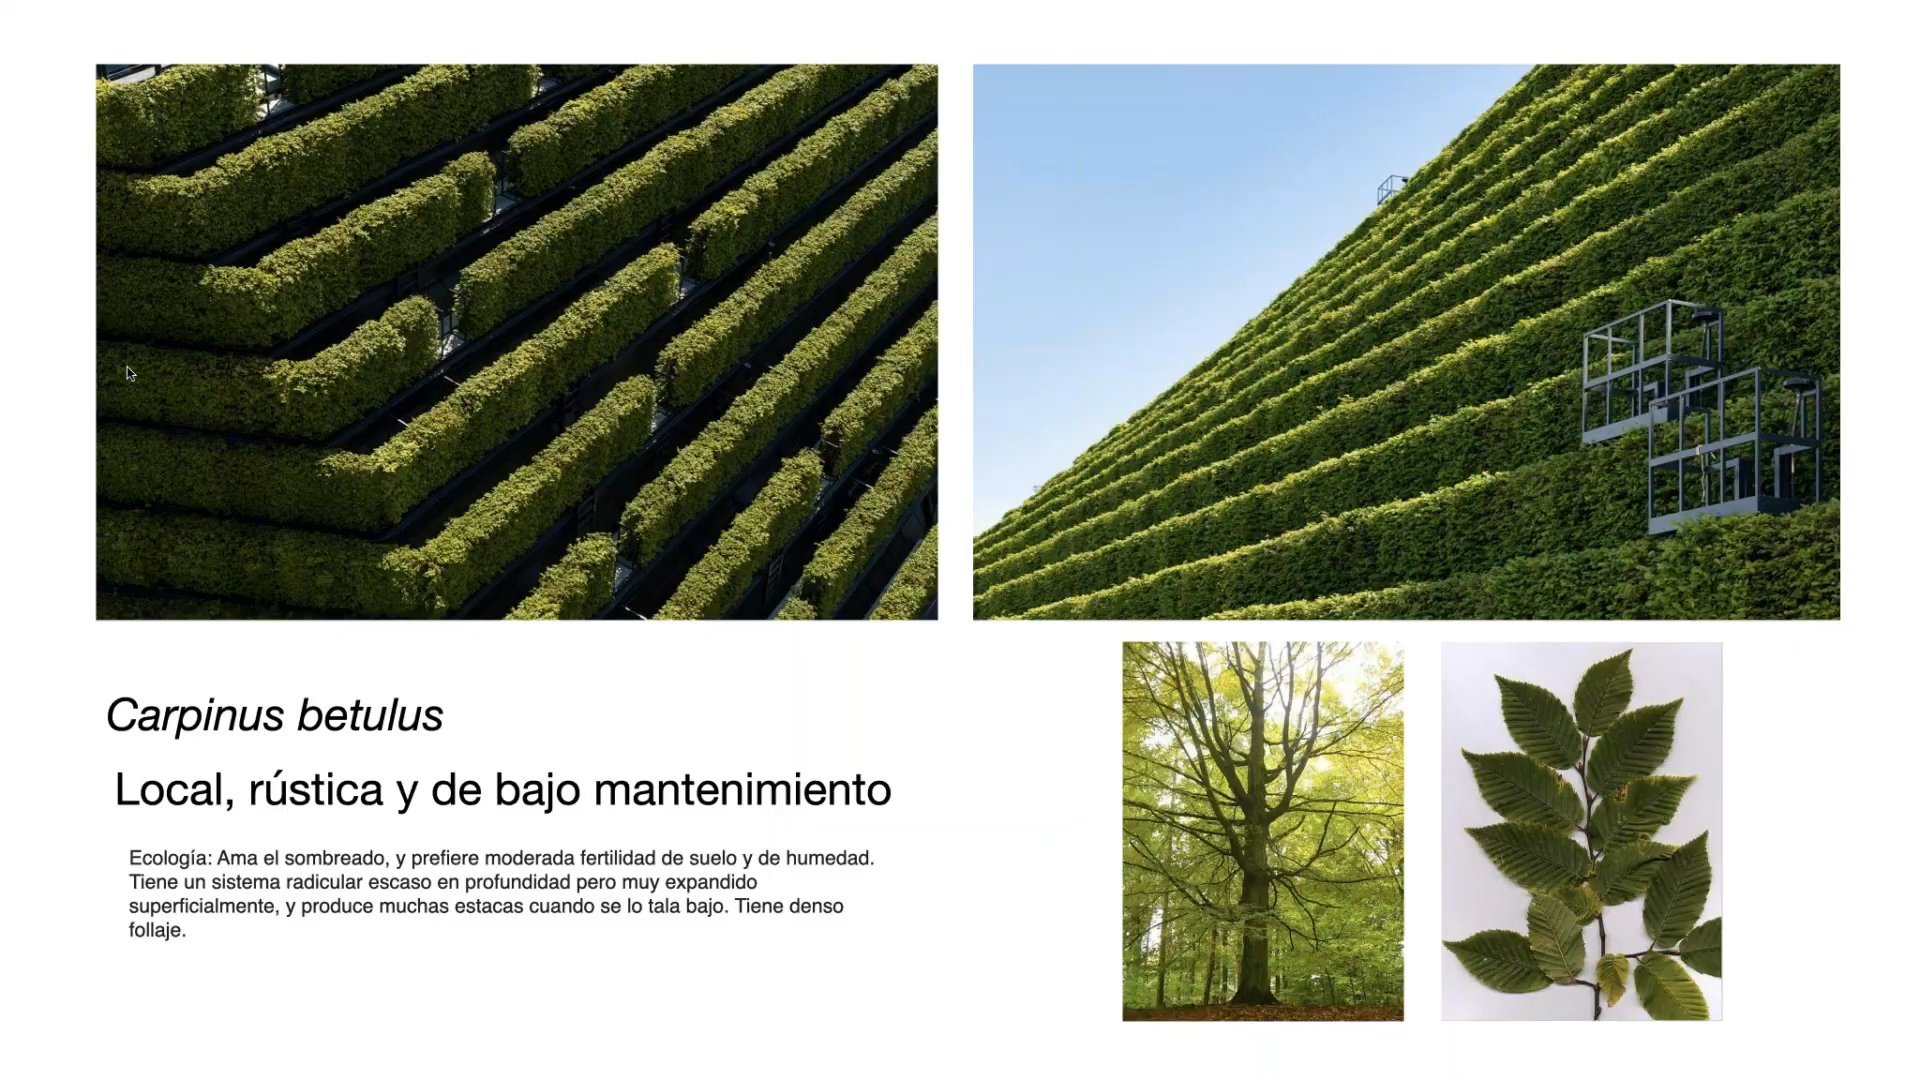 Carpinus betulus
Local, rústica y de bajo mantenimiento
Ecología: Ama el sombreado, y prefiere moderada fertilidad de suelo y de humedad.
Tiene un sistema radicular escaso en profundidad pero muy expandido
superficialmente, y produce muchas estacas cuando se lo tala bajo. Tiene denso
follaje.